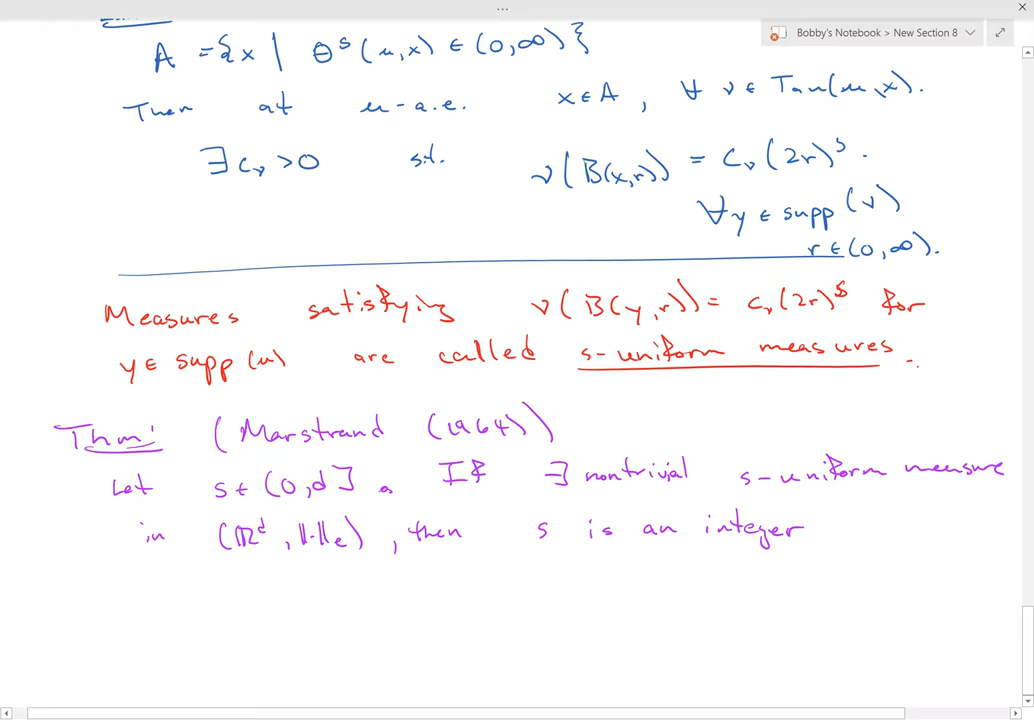 Bobby's Notebook > New Section 8
A = {x | Θˢ(μ,x) ∈ (0,∞)}
Then at μ-a.e. x∈A, ∀ ν ∈ Tan(μ,x).
∃ c_ν >0 s.t. ν(B(x,r)) = c_ν(2r)ˢ.
∀y ∈ supp(ν)
r∈(0,∞).
Measures satisfying ν(B(y,r)) = c_ν(2r)ˢ for
y∈ supp(μ) are called s-uniform measures.
Thm: (Marstrand (1964))
Let s∈(0,d]. If ∃ nontrivial s-uniform measure
in (ℝᵈ, ‖·‖ₑ), then s is an integer